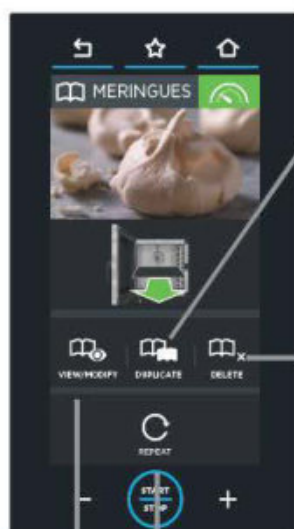 MERINGUES
VIEW/MODIFY DUPLICATE DELETE
REPEAT
START
STOP